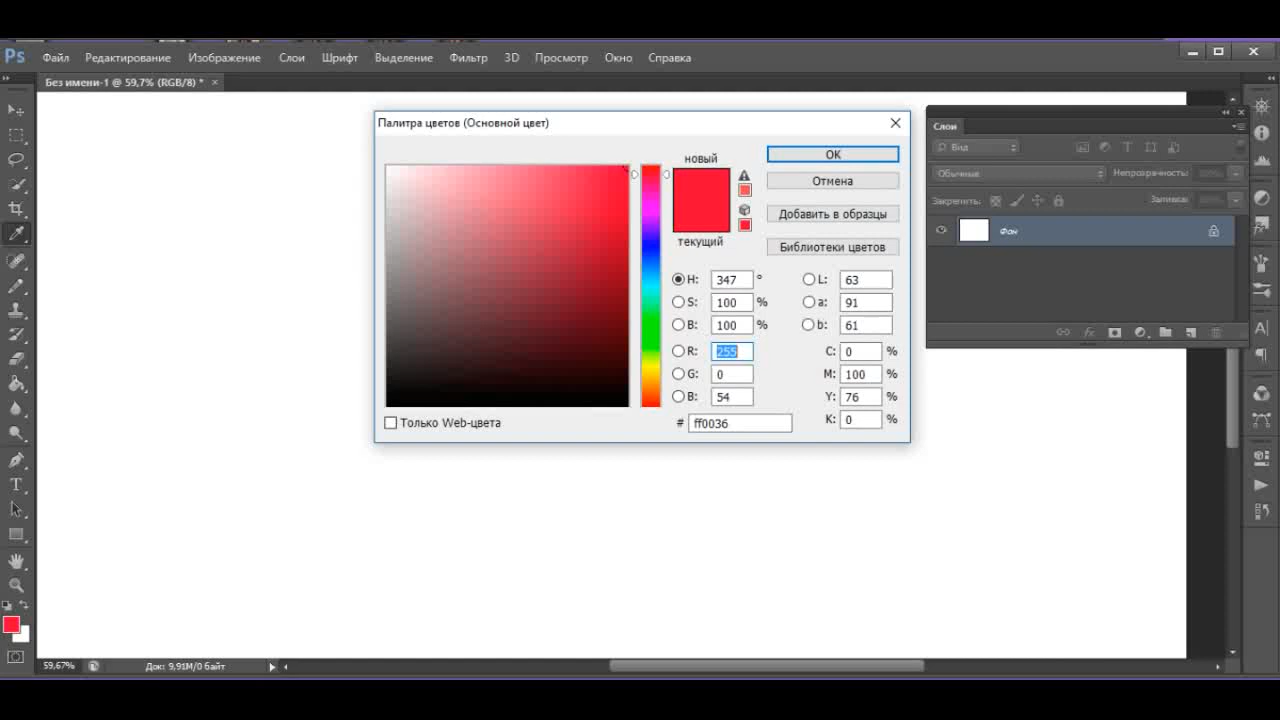 Ps Файл Редактирование Изображение Слои Шрифт Выделение Фильтр 3D Просмотр Окно Справка
Без имени-1 @ 59,7% (RGB/8) * ×
Палитра цветов (Основной цвет)
новый
текущий
OK
Отмена
Добавить в образцы
Библиотеки цветов
H: 347 ° L: 63
S: 100 % a: 91
B: 100 % b: 61
R: 255 C: 0 %
G: 0 M: 100 %
B: 54 Y: 76 %
# ff0036 K: 0 %
Только Web-цвета
Слои
Вид
Обычные Непрозрачность:
Закрепить: Заливка:
Фон
fx
59,67% Док: 9,91M/0 байт